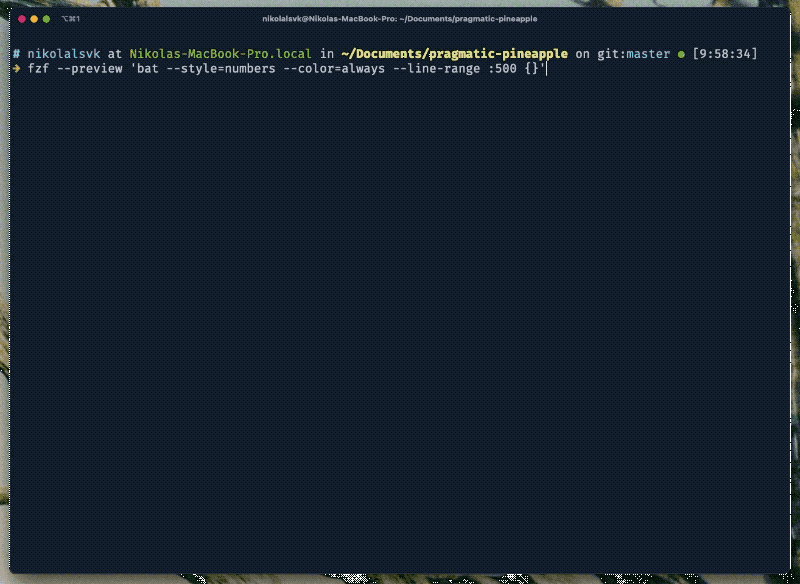 ⌥⌘1
nikolalsvk@Nikolas-MacBook-Pro: ~/Documents/pragmatic-pineapple
# nikolalsvk at Nikolas-MacBook-Pro.local in ~/Documents/pragmatic-pineapple on git:master ● [9:58:34]
➜ fzf --preview 'bat --style=numbers --color=always --line-range :500 {}'